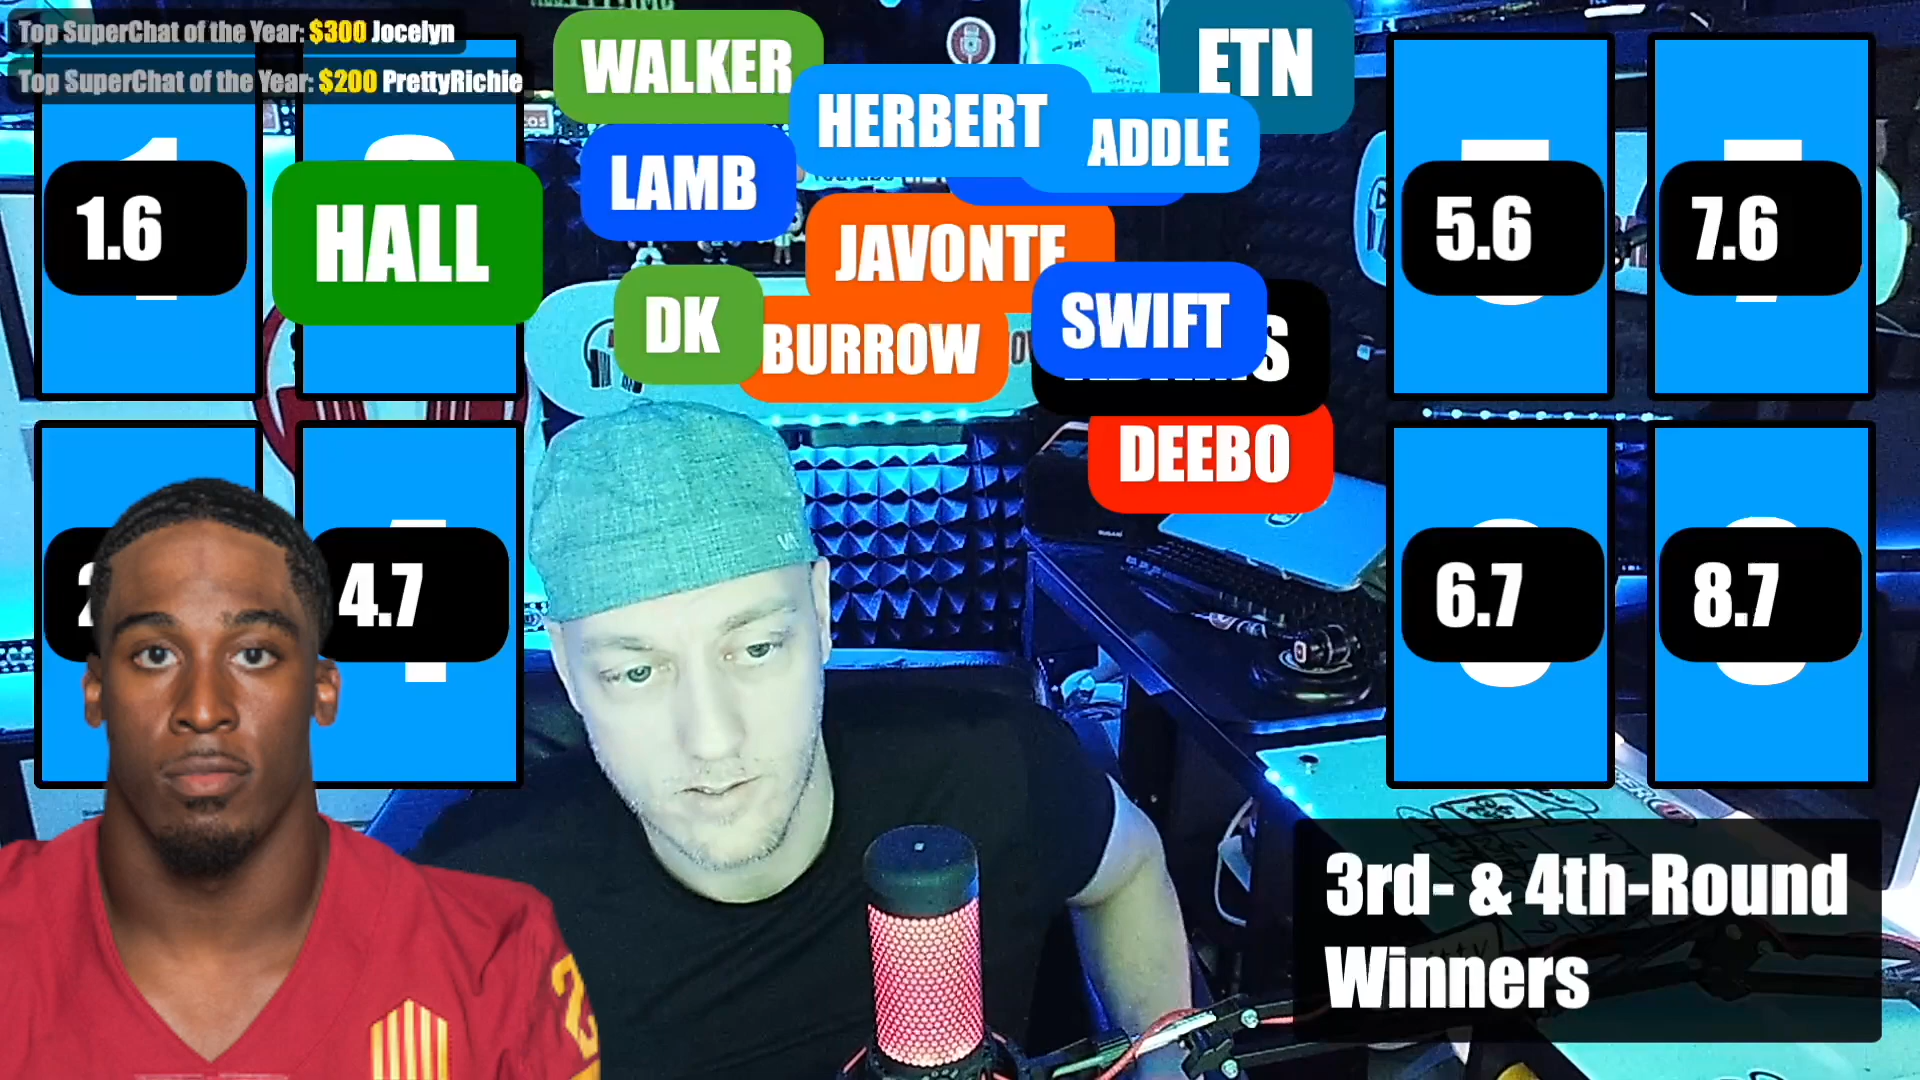 Top SuperChat of the Year: $300 Jocelyn
Top SuperChat of the Year: $200 PrettyRichie
WALKER
ETN
HERBERT
ADDLE
LAMB
1.6
HALL
JAVONTE
5.6
7.6
DK
BURROW
SWIFT
DEEBO
4.7
6.7
8.7
3rd- & 4th-Round
Winners